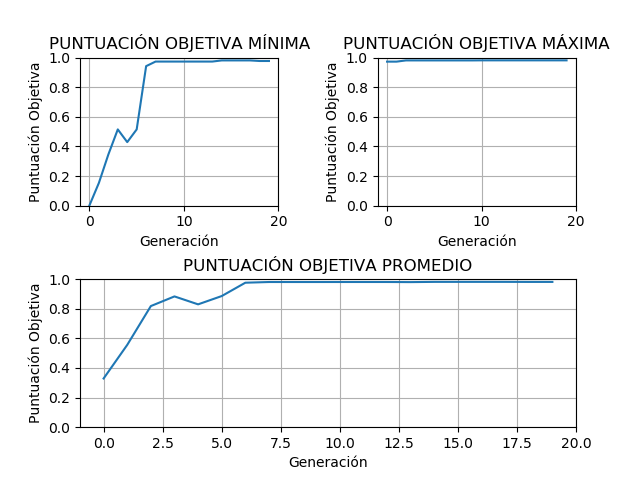 PUNTUACIÓN OBJETIVA MÍNIMA
Puntuación Objetiva
1.0
0.8
0.6
0.4
0.2
0.0
0 10 20
Generación
PUNTUACIÓN OBJETIVA MÁXIMA
Puntuación Objetiva
1.0
0.8
0.6
0.4
0.2
0.0
0 10 20
Generación
PUNTUACIÓN OBJETIVA PROMEDIO
Puntuación Objetiva
1.0
0.8
0.6
0.4
0.2
0.0
0.0 2.5 5.0 7.5 10.0 12.5 15.0 17.5 20.0
Generación